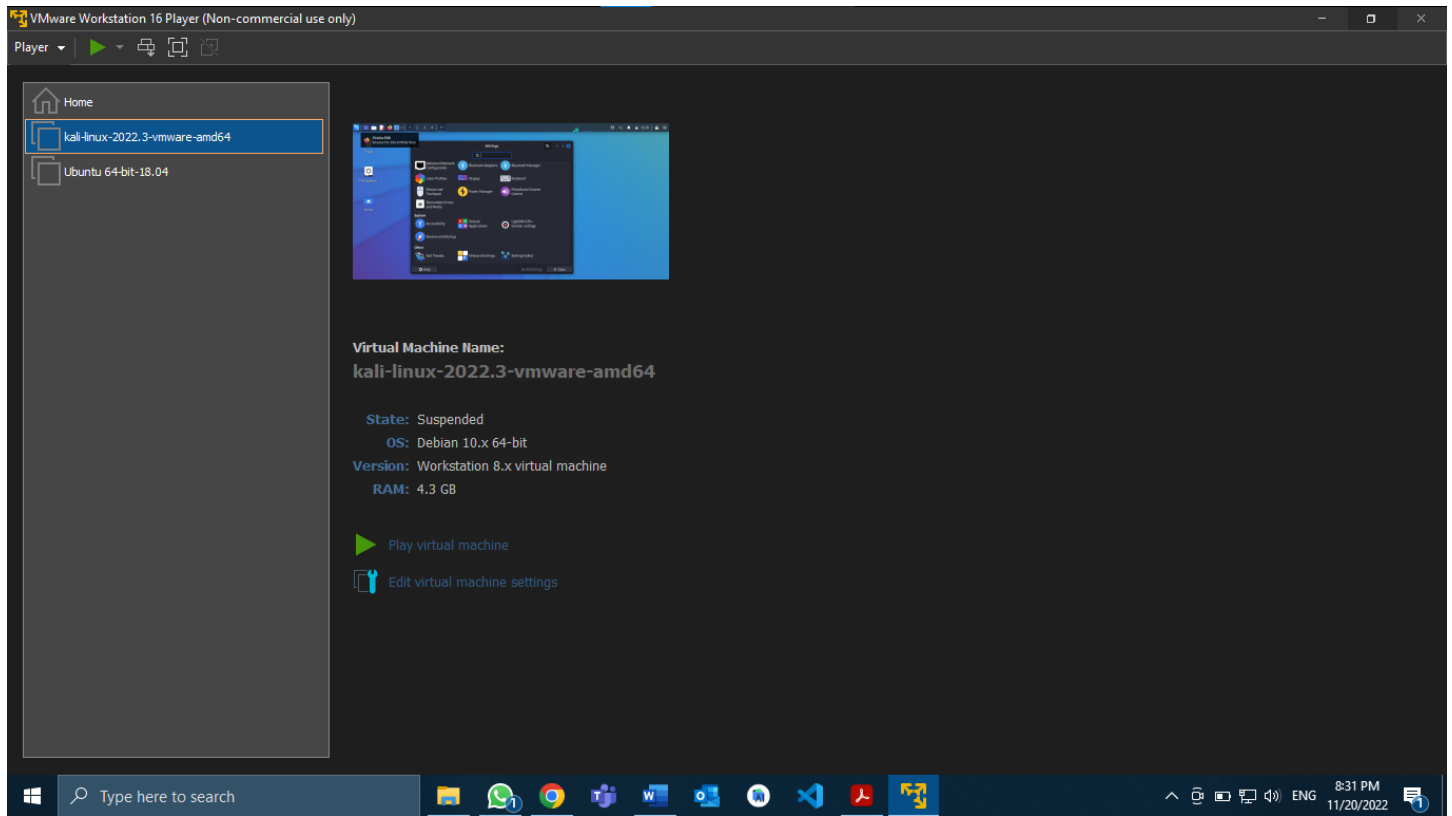 VMware Workstation 16 Player (Non-commercial use only)
Player
Home
kali-linux-2022.3-vmware-amd64
Ubuntu 64-bit-18.04
Settings
Virtual Machine Name:
kali-linux-2022.3-vmware-amd64
State: Suspended
OS: Debian 10.x 64-bit
Version: Workstation 8.x virtual machine
RAM: 4.3 GB
Play virtual machine
Edit virtual machine settings
Type here to search
1
ENG
8:31 PM
11/20/2022
1